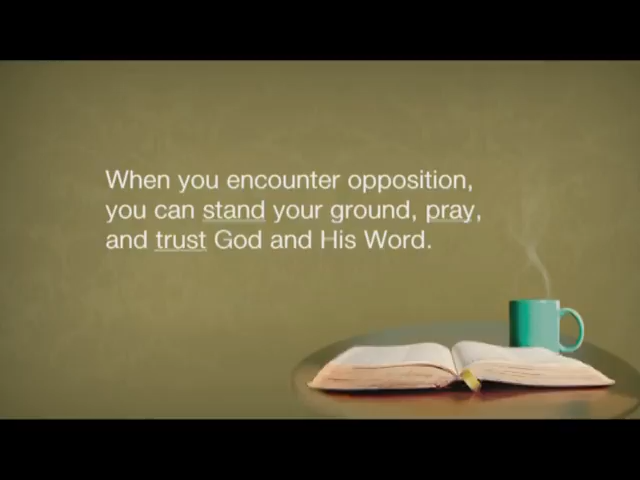 When you encounter opposition,
you can stand your ground, pray,
and trust God and His Word.